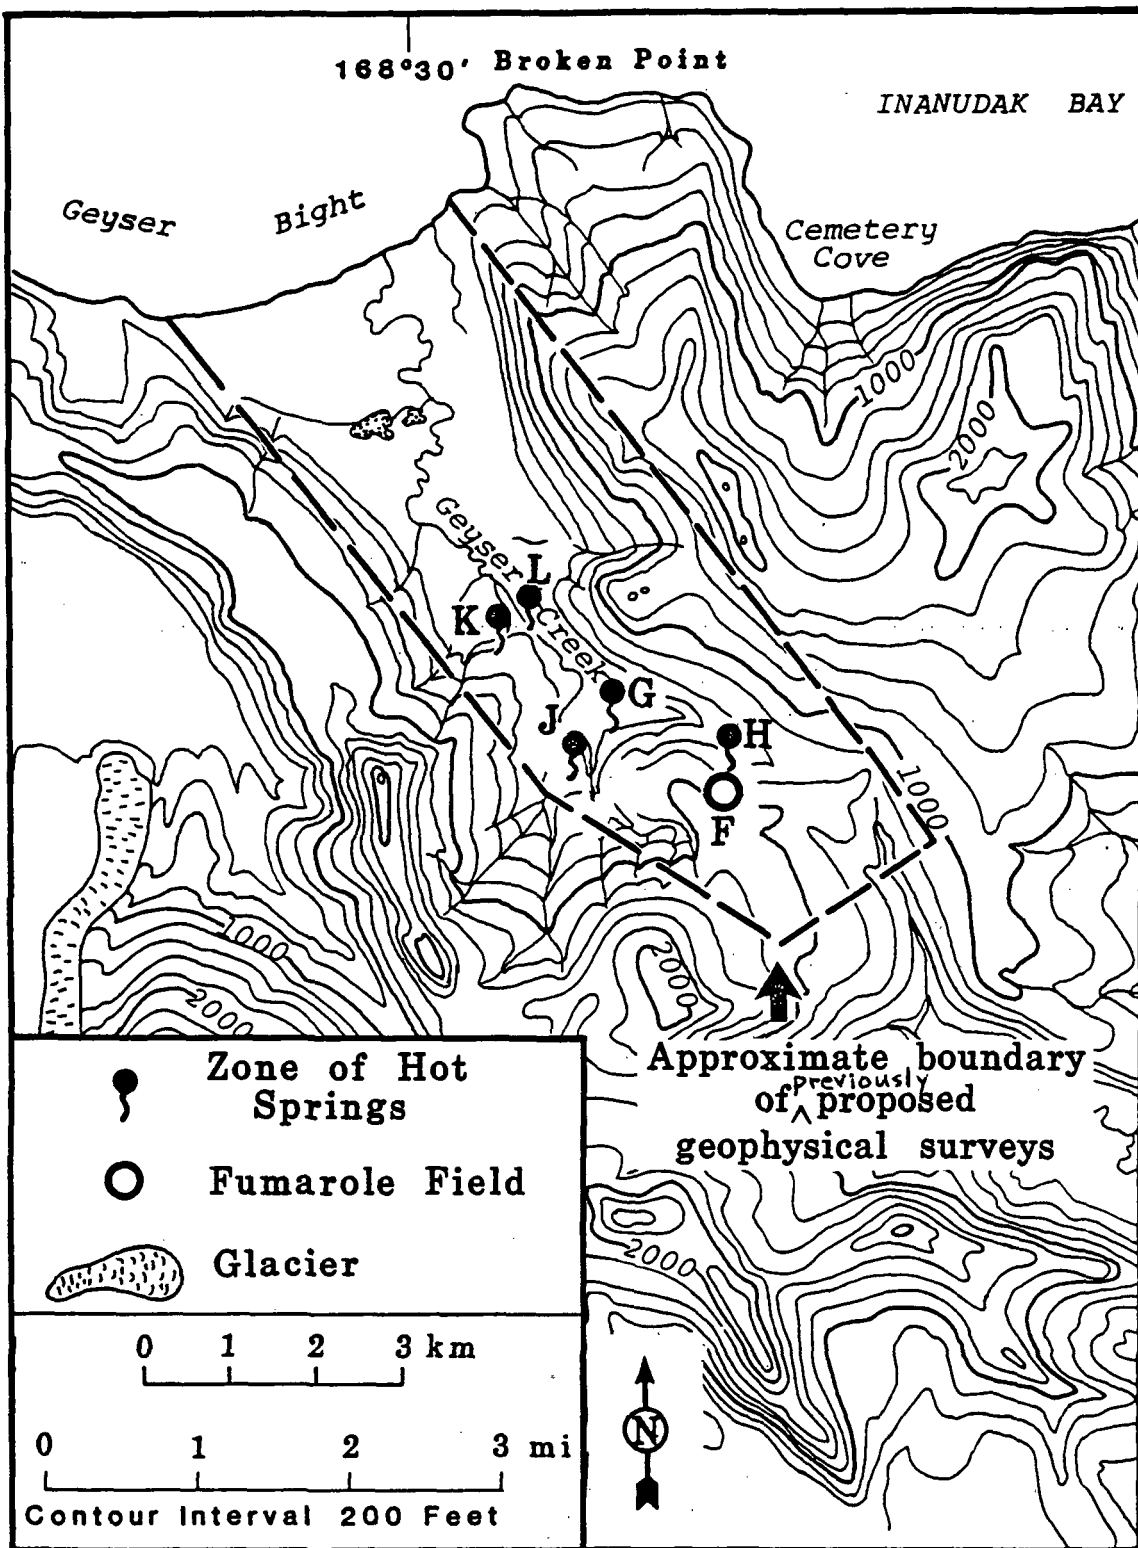 168°30'
Broken Point
INANUDAK BAY
Geyser Bight
Cemetery
Cove
1000
2000
Geyser Creek
L
K
G
J
H
F
1000
1000
2000
2000
Approximate boundary
of ^ previously proposed
geophysical surveys
Zone of Hot
Springs
Fumarole Field
Glacier
0 1 2 3 km
0 1 2 3 mi
Contour Interval 200 Feet
2000
N